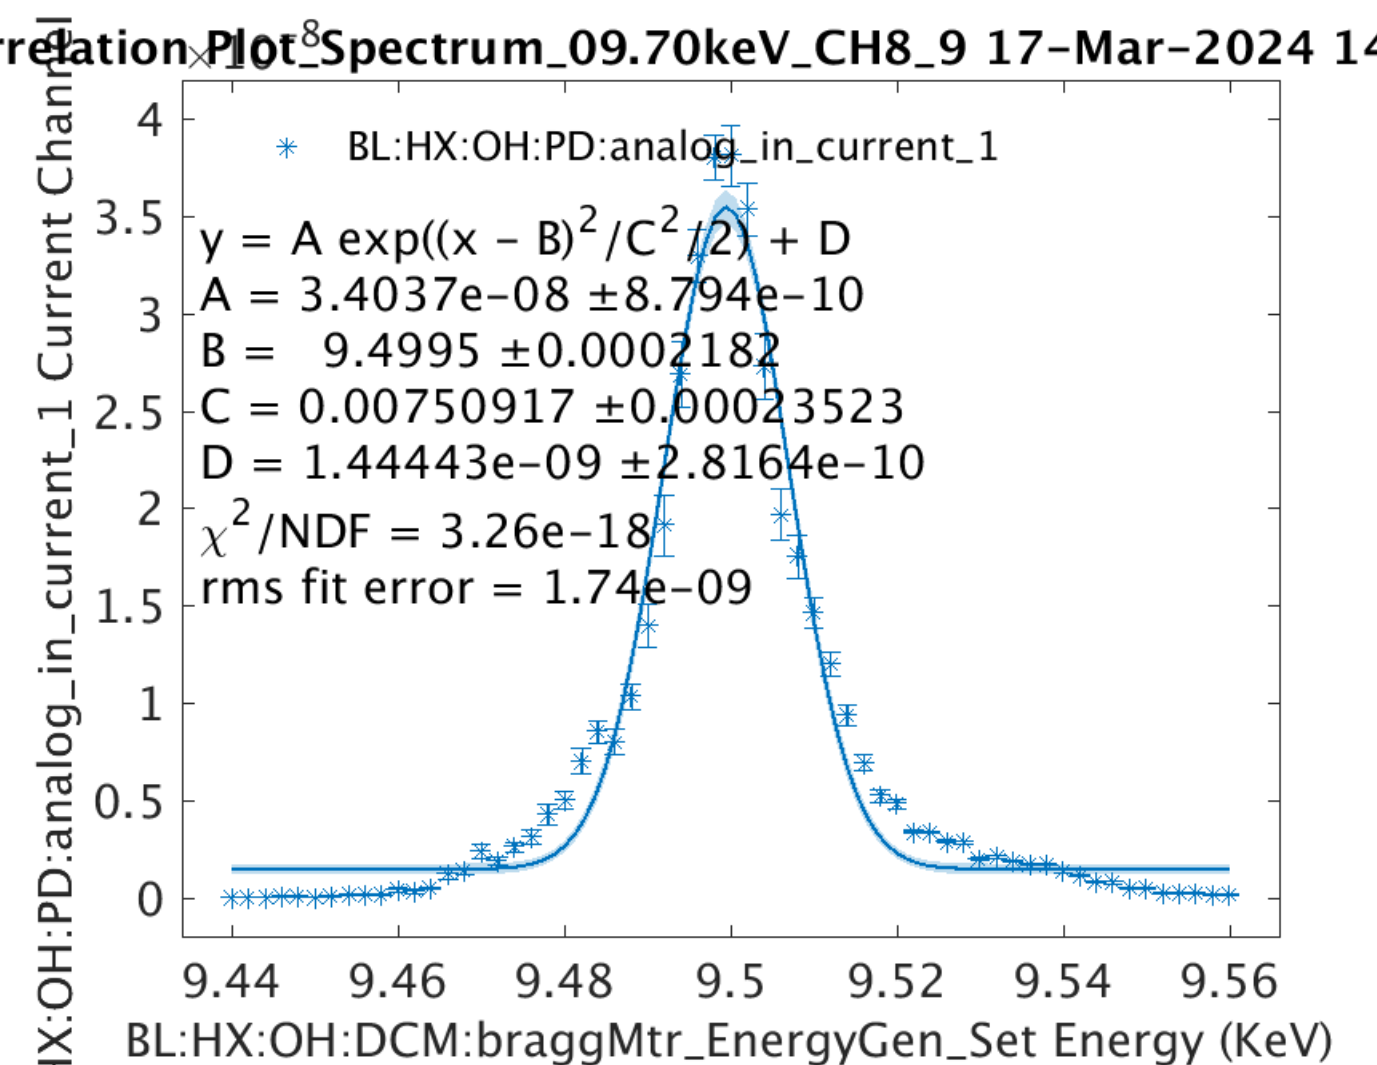 rrelation Plot_Spectrum_09.70keV_CH8_9 17-Mar-2024 14
×10⁻⁸
BL:HX:OH:PD:analog_in_current_1
y = A exp((x - B)²/C²/2) + D
A = 3.4037e-08 ±8.794e-10
B = 9.4995 ±0.0002182
C = 0.00750917 ±0.00023523
D = 1.44443e-09 ±2.8164e-10
χ²/NDF = 3.26e-18
rms fit error = 1.74e-09
4
3.5
3
2.5
2
1.5
1
0.5
0
IX:OH:PD:analog_in_current_1 Current Channel
9.44 9.46 9.48 9.5 9.52 9.54 9.56
BL:HX:OH:DCM:braggMtr_EnergyGen_Set Energy (KeV)